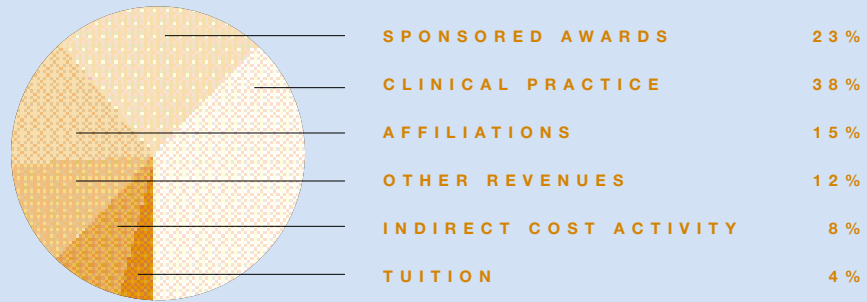 SPONSORED AWARDS 23%
CLINICAL PRACTICE 38%
AFFILIATIONS 15%
OTHER REVENUES 12%
INDIRECT COST ACTIVITY 8%
TUITION 4%